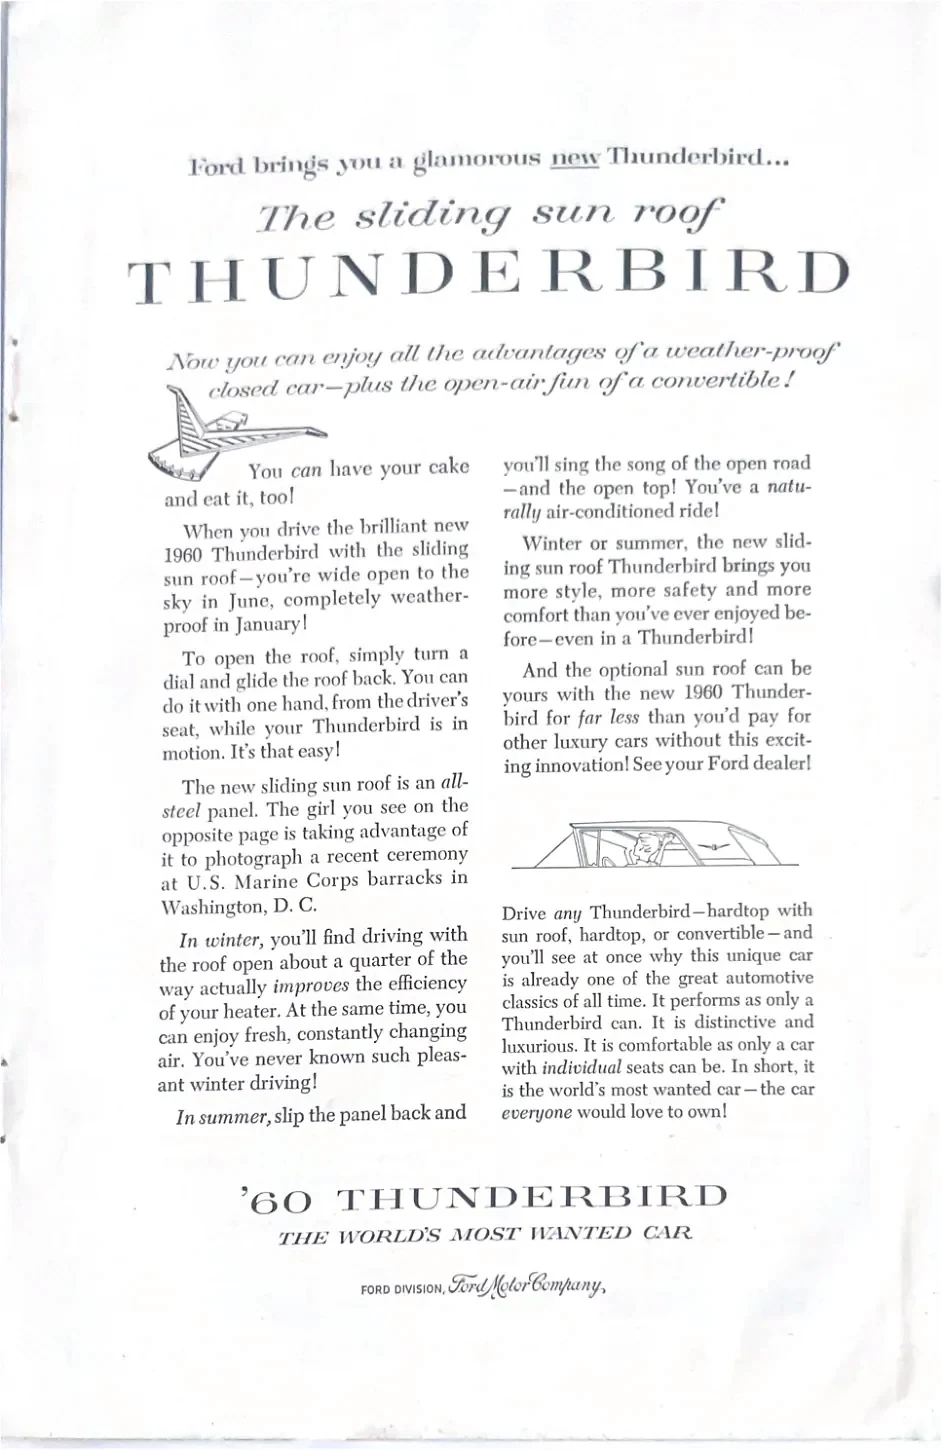 Ford brings you a glamorous new Thunderbird...
The sliding sun roof
THUNDERBIRD
Now you can enjoy all the advantages of a weather-proof
closed car—plus the open-air fun of a convertible!
You can have your cake
and eat it, too!
When you drive the brilliant new
1960 Thunderbird with the sliding
sun roof—you're wide open to the
sky in June, completely weather-
proof in January!
To open the roof, simply turn a
dial and glide the roof back. You can
do it with one hand, from the driver's
seat, while your Thunderbird is in
motion. It's that easy!
The new sliding sun roof is an all-
steel panel. The girl you see on the
opposite page is taking advantage of
it to photograph a recent ceremony
at U.S. Marine Corps barracks in
Washington, D. C.
In winter, you'll find driving with
the roof open about a quarter of the
way actually improves the efficiency
of your heater. At the same time, you
can enjoy fresh, constantly changing
air. You've never known such pleas-
ant winter driving!
In summer, slip the panel back and
you'll sing the song of the open road
—and the open top! You've a natu-
rally air-conditioned ride!
Winter or summer, the new slid-
ing sun roof Thunderbird brings you
more style, more safety and more
comfort than you've ever enjoyed be-
fore—even in a Thunderbird!
And the optional sun roof can be
yours with the new 1960 Thunder-
bird for far less than you'd pay for
other luxury cars without this excit-
ing innovation! See your Ford dealer!
Drive any Thunderbird—hardtop with
sun roof, hardtop, or convertible—and
you'll see at once why this unique car
is already one of the great automotive
classics of all time. It performs as only a
Thunderbird can. It is distinctive and
luxurious. It is comfortable as only a car
with individual seats can be. In short, it
is the world's most wanted car—the car
everyone would love to own!
'60 THUNDERBIRD
THE WORLD'S MOST WANTED CAR
FORD DIVISION, Ford Motor Company,